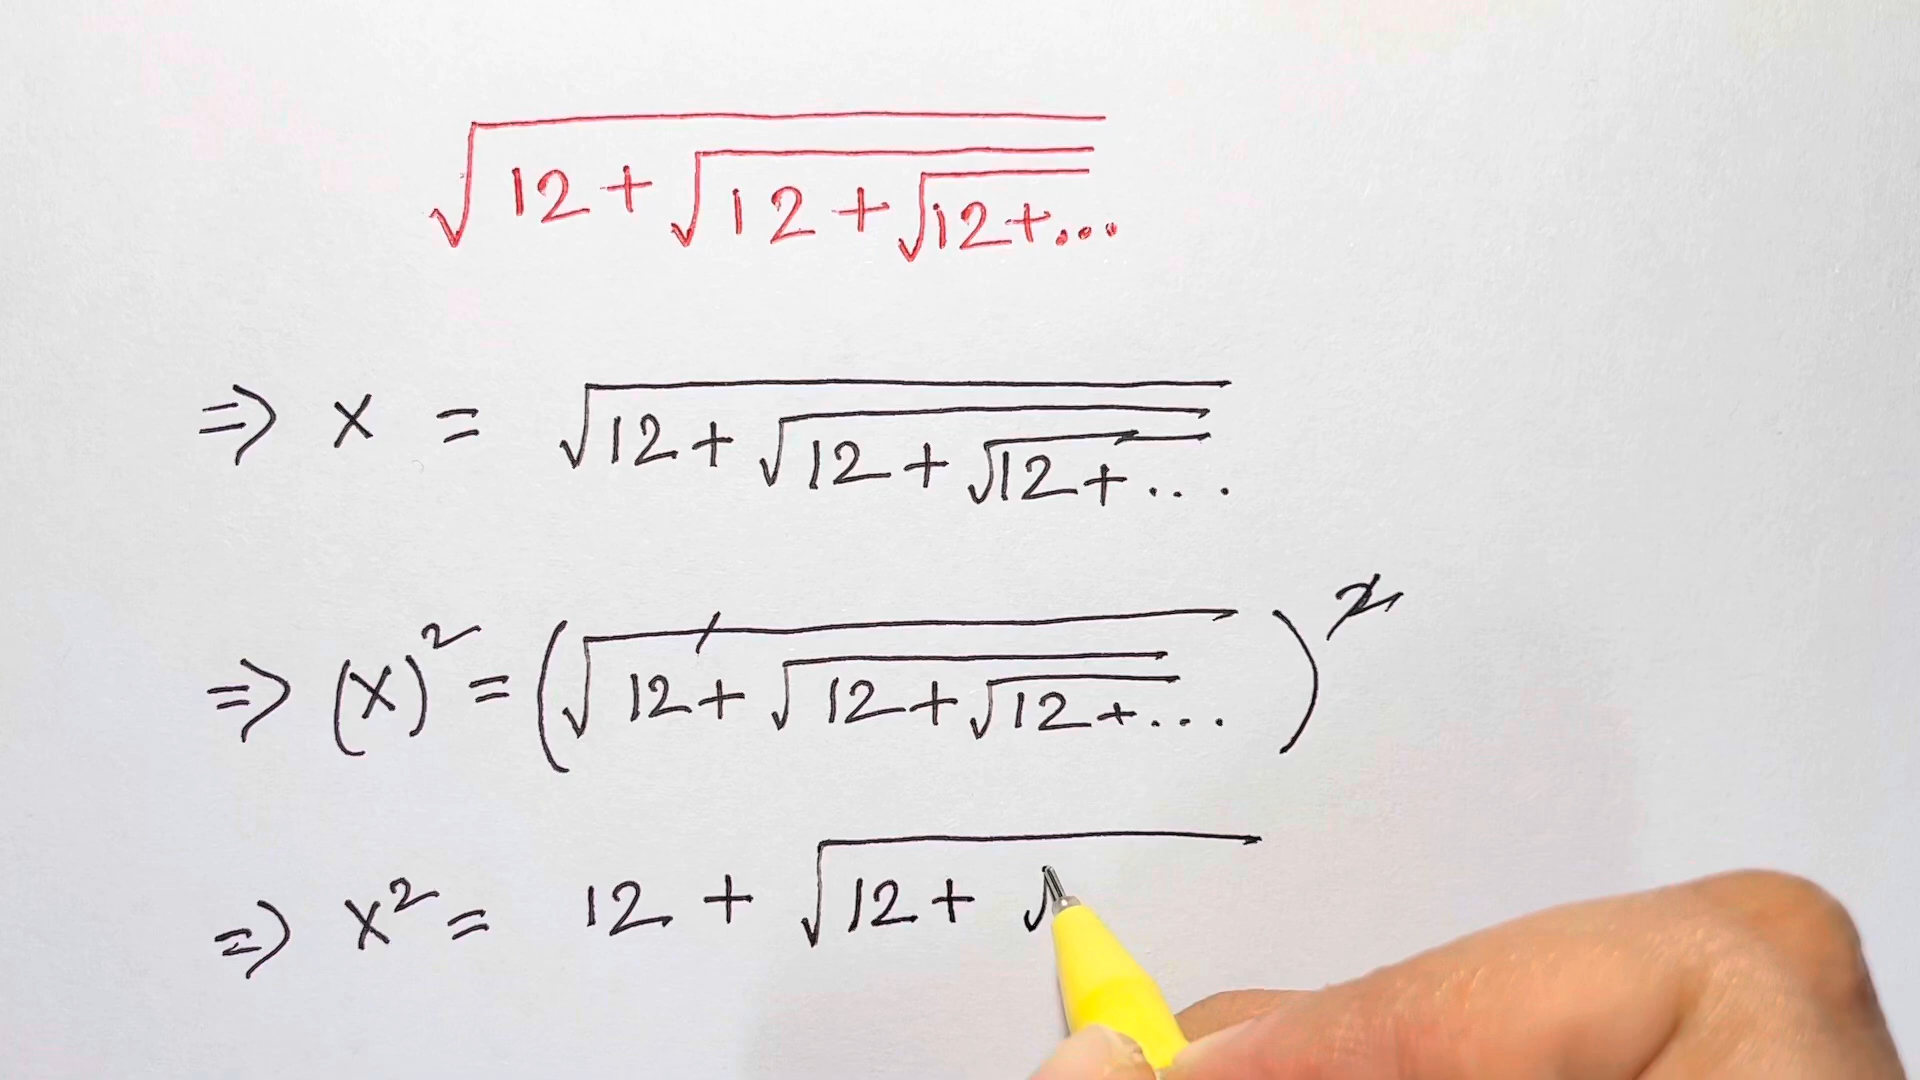 √12+√12+√12+...
⇒ x = √12+√12+√12+...
⇒ (x)² = (√12+√12+√12+...)²
⇒ x² = 12 + √12 + √